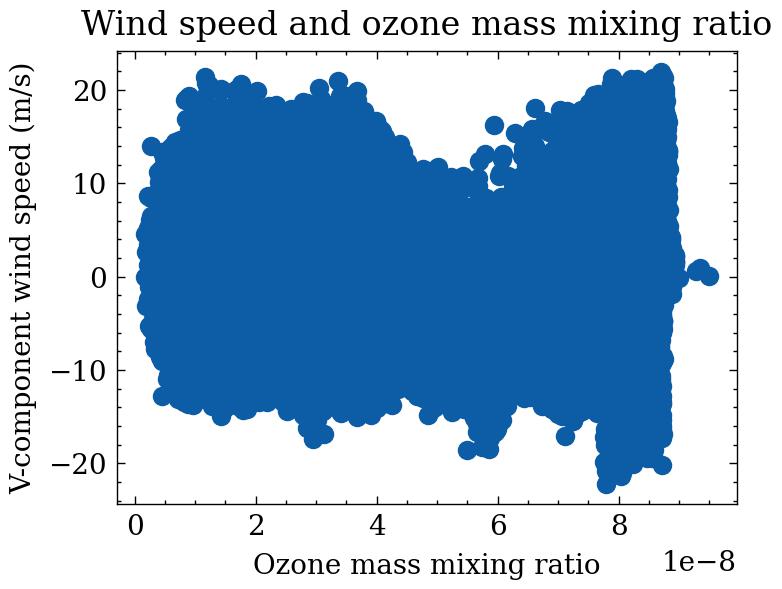 Wind speed and ozone mass mixing ratio
V-component wind speed (m/s)
20
10
0
−10
−20
0 2 4 6 8
1e−8
Ozone mass mixing ratio